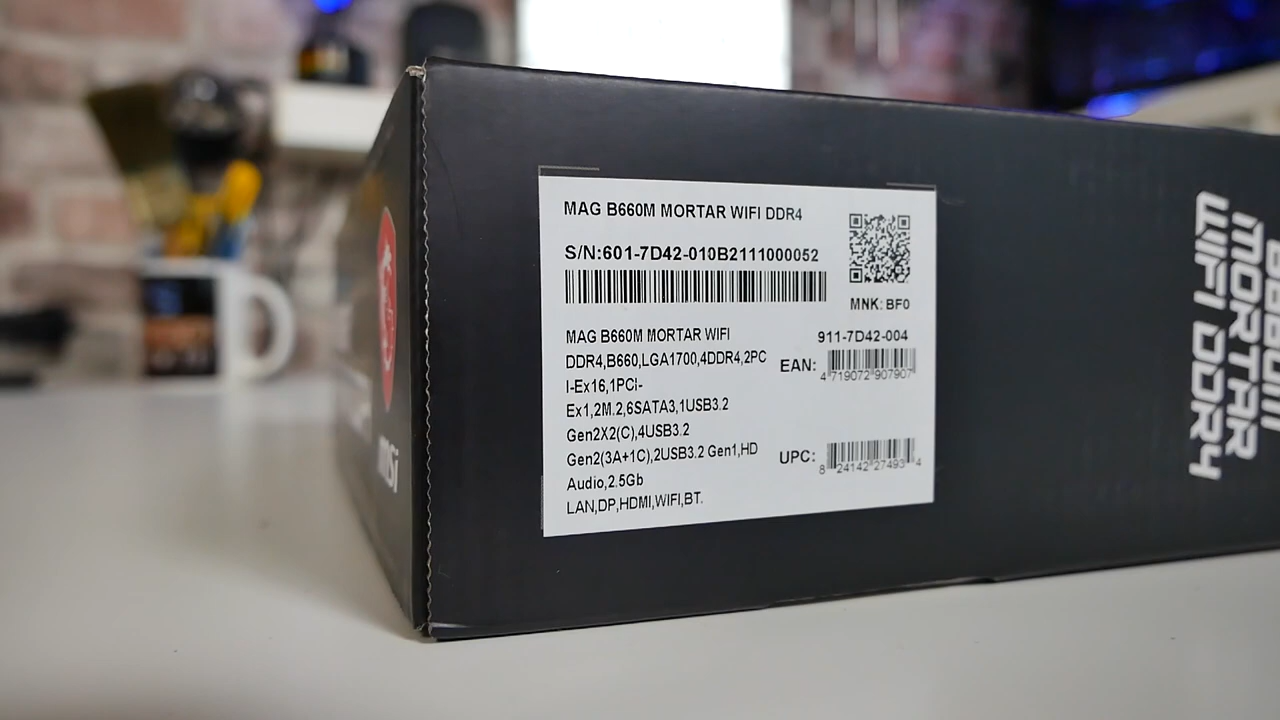 MAG B660M MORTAR WIFI DDR4
S/N:601-7D42-010B2111000052
MNK: BF0
MAG B660M MORTAR WIFI
DDR4,B660,LGA1700,4DDR4,2PC
I-Ex16,1PCi-
Ex1,2M.2,6SATA3,1USB3.2
Gen2X2(C),4USB3.2
Gen2(3A+1C),2USB3.2 Gen1,HD
Audio,2.5Gb
LAN,DP,HDMI,WIFI,BT.
911-7D42-004
EAN:
4 719072 907907
UPC:
8 24142 27493 4
msi
B660M
MORTAR
WIFI DDR4